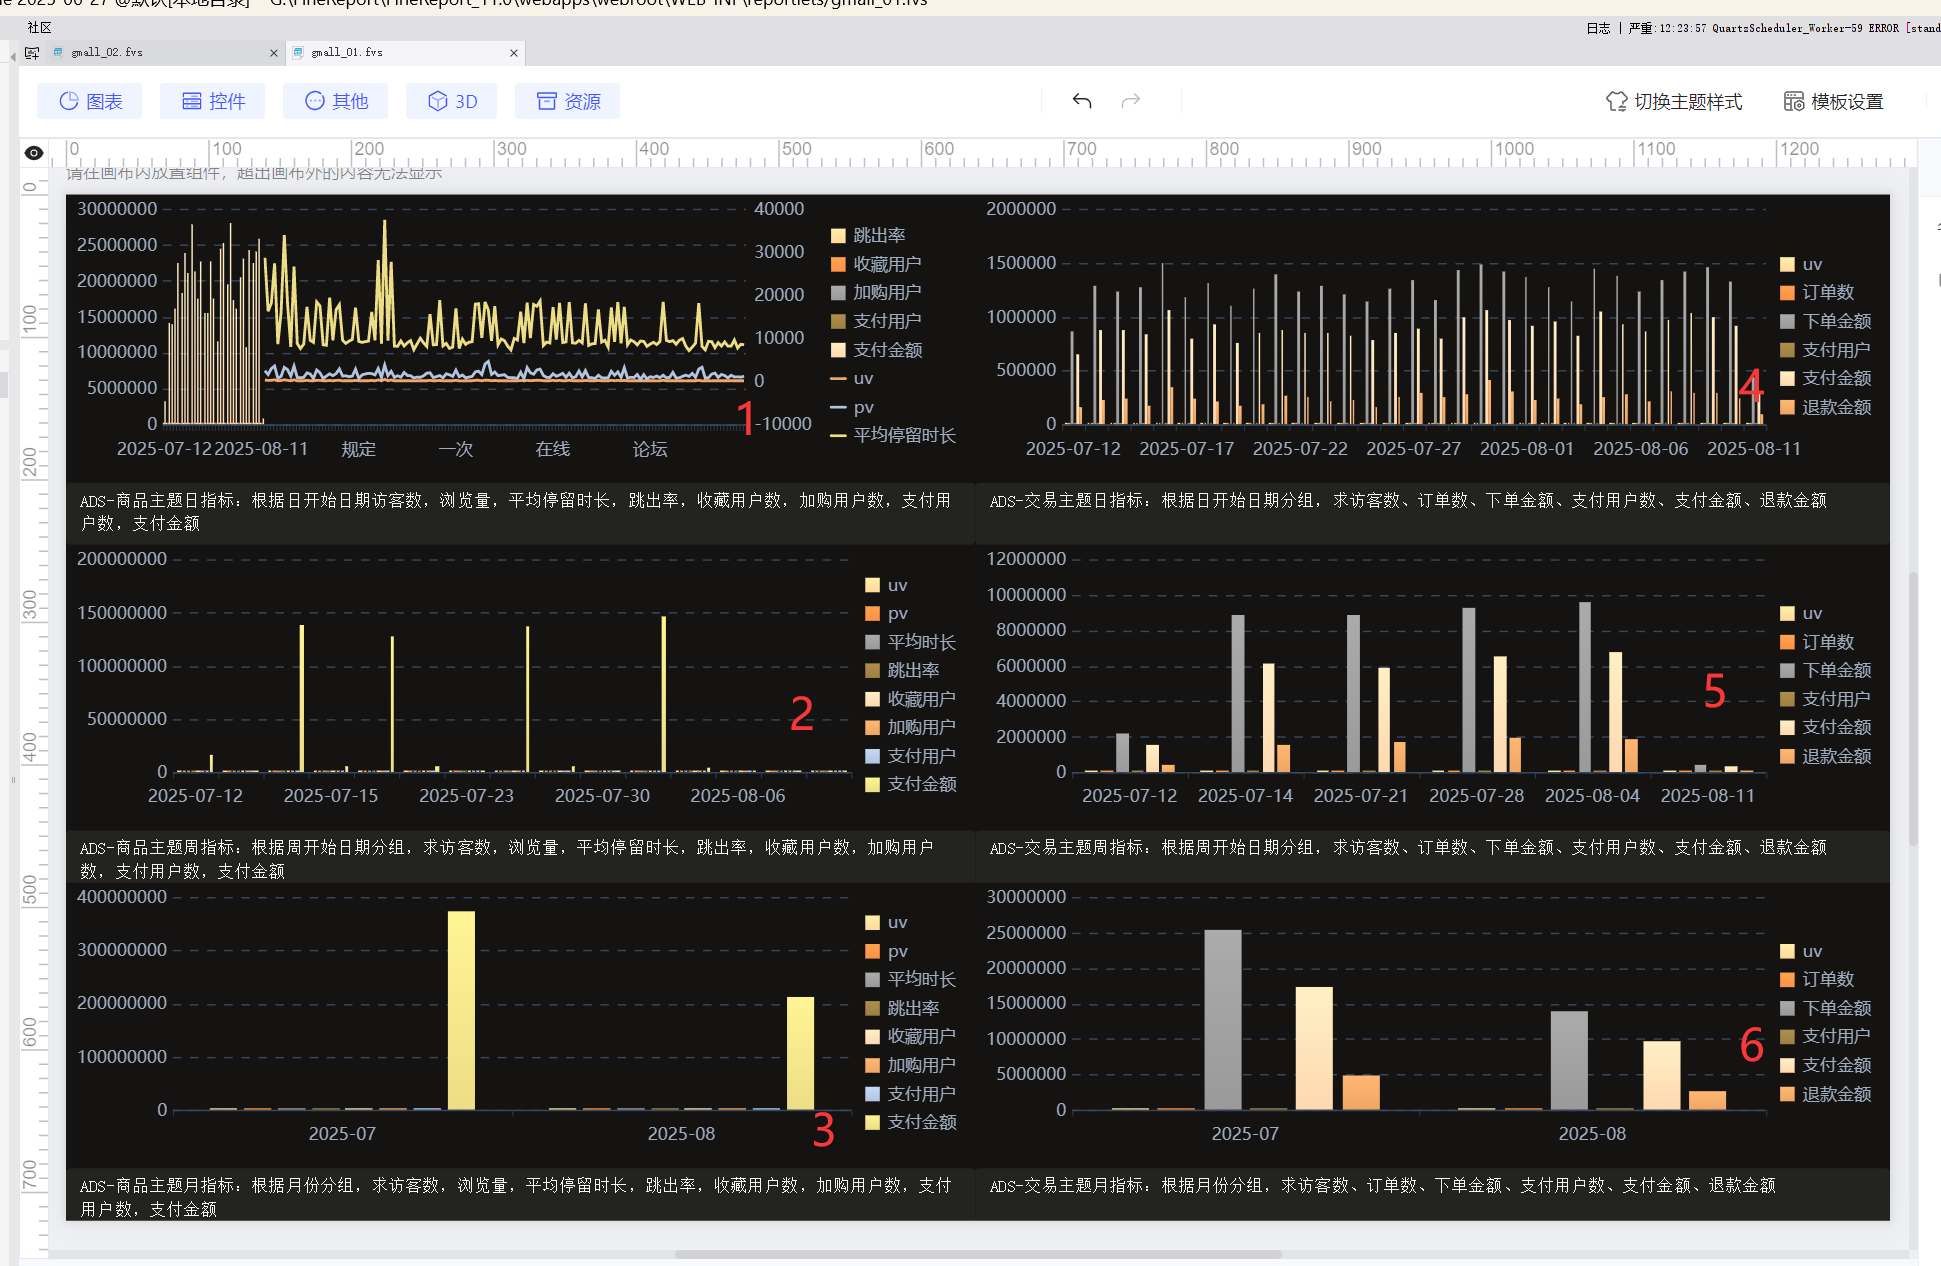 社区
日志 | 严重:12:23:57 QuartzScheduler_Worker-59 ERROR [stand
gmall_02.fvs
gmall_01.fvs
图表
控件
其他
3D
资源
切换主题样式
模板设置
0 100 200 300 400 500 600 700 800 900 1000 1100 1200
0 100 200 300 400 500 600 700
请在画布内放置组件，超出画布外的内容无法显示
30000000
25000000
20000000
15000000
10000000
5000000
0
40000
30000
20000
10000
0
-10000
2025-07-12 2025-08-11 规定 一次 在线 论坛
跳出率
收藏用户
加购用户
支付用户
支付金额
uv
pv
平均停留时长
1
ADS-商品主题日指标：根据日开始日期访客数，浏览量，平均停留时长，跳出率，收藏用户数，加购用户数，支付用
户数，支付金额
2000000
1500000
1000000
500000
0
2025-07-12 2025-07-17 2025-07-22 2025-07-27 2025-08-01 2025-08-06 2025-08-11
uv
订单数
下单金额
支付用户
支付金额
退款金额
4
ADS-交易主题日指标：根据日开始日期分组，求访客数、订单数、下单金额、支付用户数、支付金额、退款金额
200000000
150000000
100000000
50000000
0
2025-07-12 2025-07-15 2025-07-23 2025-07-30 2025-08-06
uv
pv
平均时长
跳出率
收藏用户
加购用户
支付用户
支付金额
2
ADS-商品主题周指标：根据周开始日期分组，求访客数，浏览量，平均停留时长，跳出率，收藏用户数，加购用户
数，支付用户数，支付金额
12000000
10000000
8000000
6000000
4000000
2000000
0
2025-07-12 2025-07-14 2025-07-21 2025-07-28 2025-08-04 2025-08-11
uv
订单数
下单金额
支付用户
支付金额
退款金额
5
ADS-交易主题周指标：根据周开始日期分组，求访客数、订单数、下单金额、支付用户数、支付金额、退款金额
400000000
300000000
200000000
100000000
0
2025-07 2025-08
uv
pv
平均时长
跳出率
收藏用户
加购用户
支付用户
支付金额
3
ADS-商品主题月指标：根据月份分组，求访客数，浏览量，平均停留时长，跳出率，收藏用户数，加购用户数，支付
用户数，支付金额
30000000
25000000
20000000
15000000
10000000
5000000
0
2025-07 2025-08
uv
订单数
下单金额
支付用户
支付金额
退款金额
6
ADS-交易主题月指标：根据月份分组，求访客数、订单数、下单金额、支付用户数、支付金额、退款金额